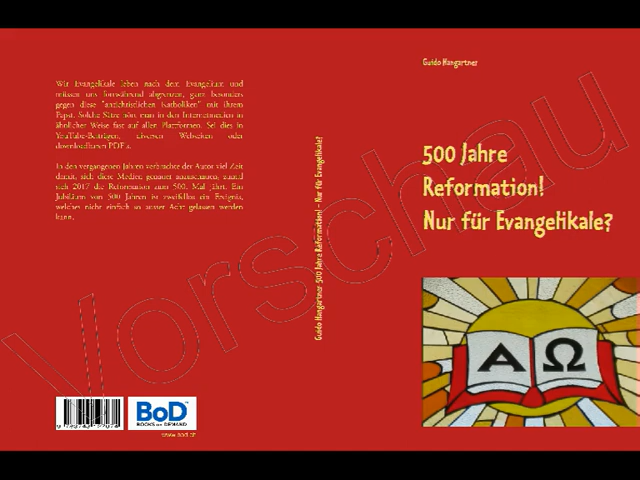 Wir Evangelikale leben nach dem Evangelium und
müssen uns fortwährend abgrenzen, ganz besonders
gegen diese "antichristlichen Katholiken" mit ihrem
Papst. Solche Sätze hört man in den Internetmedien in
ähnlicher Weise fast auf allen Plattformen. Sei dies in
YouTube-Beiträgen, diversen Webseiten oder
downloadbaren PDF's.
In den vergangenen Jahren verbrachte der Autor viel Zeit
damit, sich diese Medien genauer anzuschauen, zumal
sich 2017 die Reformation zum 500. Mal jährt. Ein
Jubiläum von 500 Jahren ist zweifellos ein Ereignis,
welches nicht einfach so ausser Acht gelassen werden
kann.
BoD™
BOOKS on DEMAND
www.bod.ch
Guido Hangartner 500 Jahre Reformation! – Nur für Evangelikale?
Guido Hangartner
500 Jahre
Reformation!
Nur für Evangelikale?
Α Ω
Vorschau